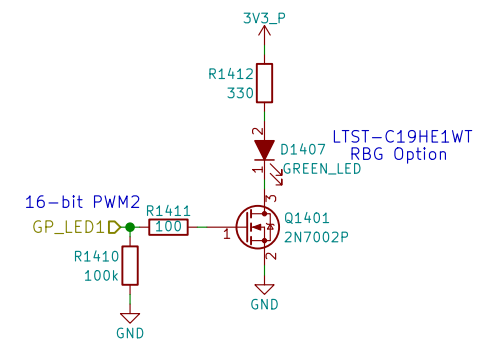 3V3_P
R1412
330
2
D1407
LTST-C19HE1WT
RBG Option
1
GREEN_LED
16-bit PWM2
3
GP_LED1
R1411
100
1
Q1401
2N7002P
R1410
100k
2
GND
GND